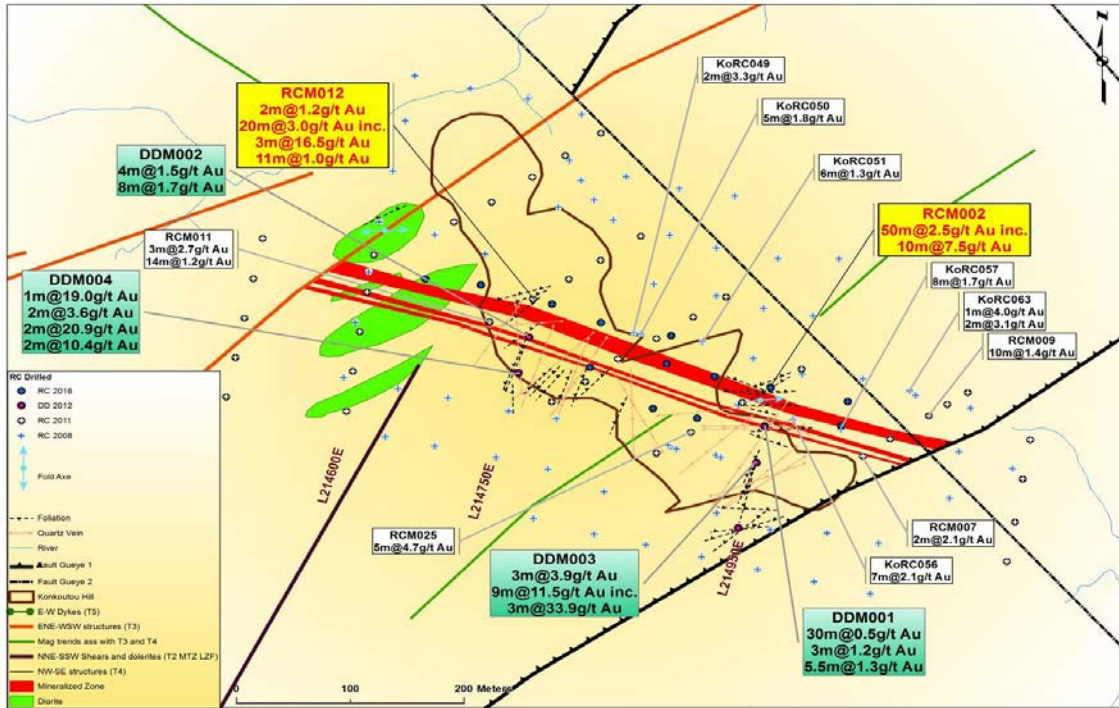 KoRC049
2m@3.3g/t Au
KoRC050
5m@1.8g/t Au
RCM012
2m@1.2g/t Au
20m@3.0g/t Au inc.
3m@16.5g/t Au
11m@1.0g/t Au
DDM002
4m@1.5g/t Au
8m@1.7g/t Au
KoRC051
6m@1.3g/t Au
RCM002
50m@2.5g/t Au inc.
10m@7.5g/t Au
RCM011
3m@2.7g/t Au
14m@1.2g/t Au
KoRC057
8m@1.7g/t Au
DDM004
1m@19.0g/t Au
2m@3.6g/t Au
2m@20.9g/t Au
2m@10.4g/t Au
KoRC063
1m@4.0g/t Au
2m@3.1g/t Au
RCM009
10m@1.4g/t Au
L214600E
L214750E
L214950E
RCM025
5m@4.7g/t Au
RCM007
2m@2.1g/t Au
DDM003
3m@3.9g/t Au
9m@11.5g/t Au inc.
3m@33.9g/t Au
KoRC056
7m@2.1g/t Au
DDM001
30m@0.5g/t Au
3m@1.2g/t Au
5.5m@1.3g/t Au
RC Drilled
RC 2016
DD 2012
RC 2011
RC 2008
Fold Axe
Foliation
Quartz Vein
River
Fault Gueye 1
Fault Gueye 2
Konkoutou Hill
E-W Dykes (T5)
ENE-WSW structures (T3)
Mag trends ass with T3 and T4
NNE-SSW Shears and dolerites (T2 MTZ LZF)
NW-SE structures (T4)
Mineralized Zone
Diorite
0 100 200 Meters